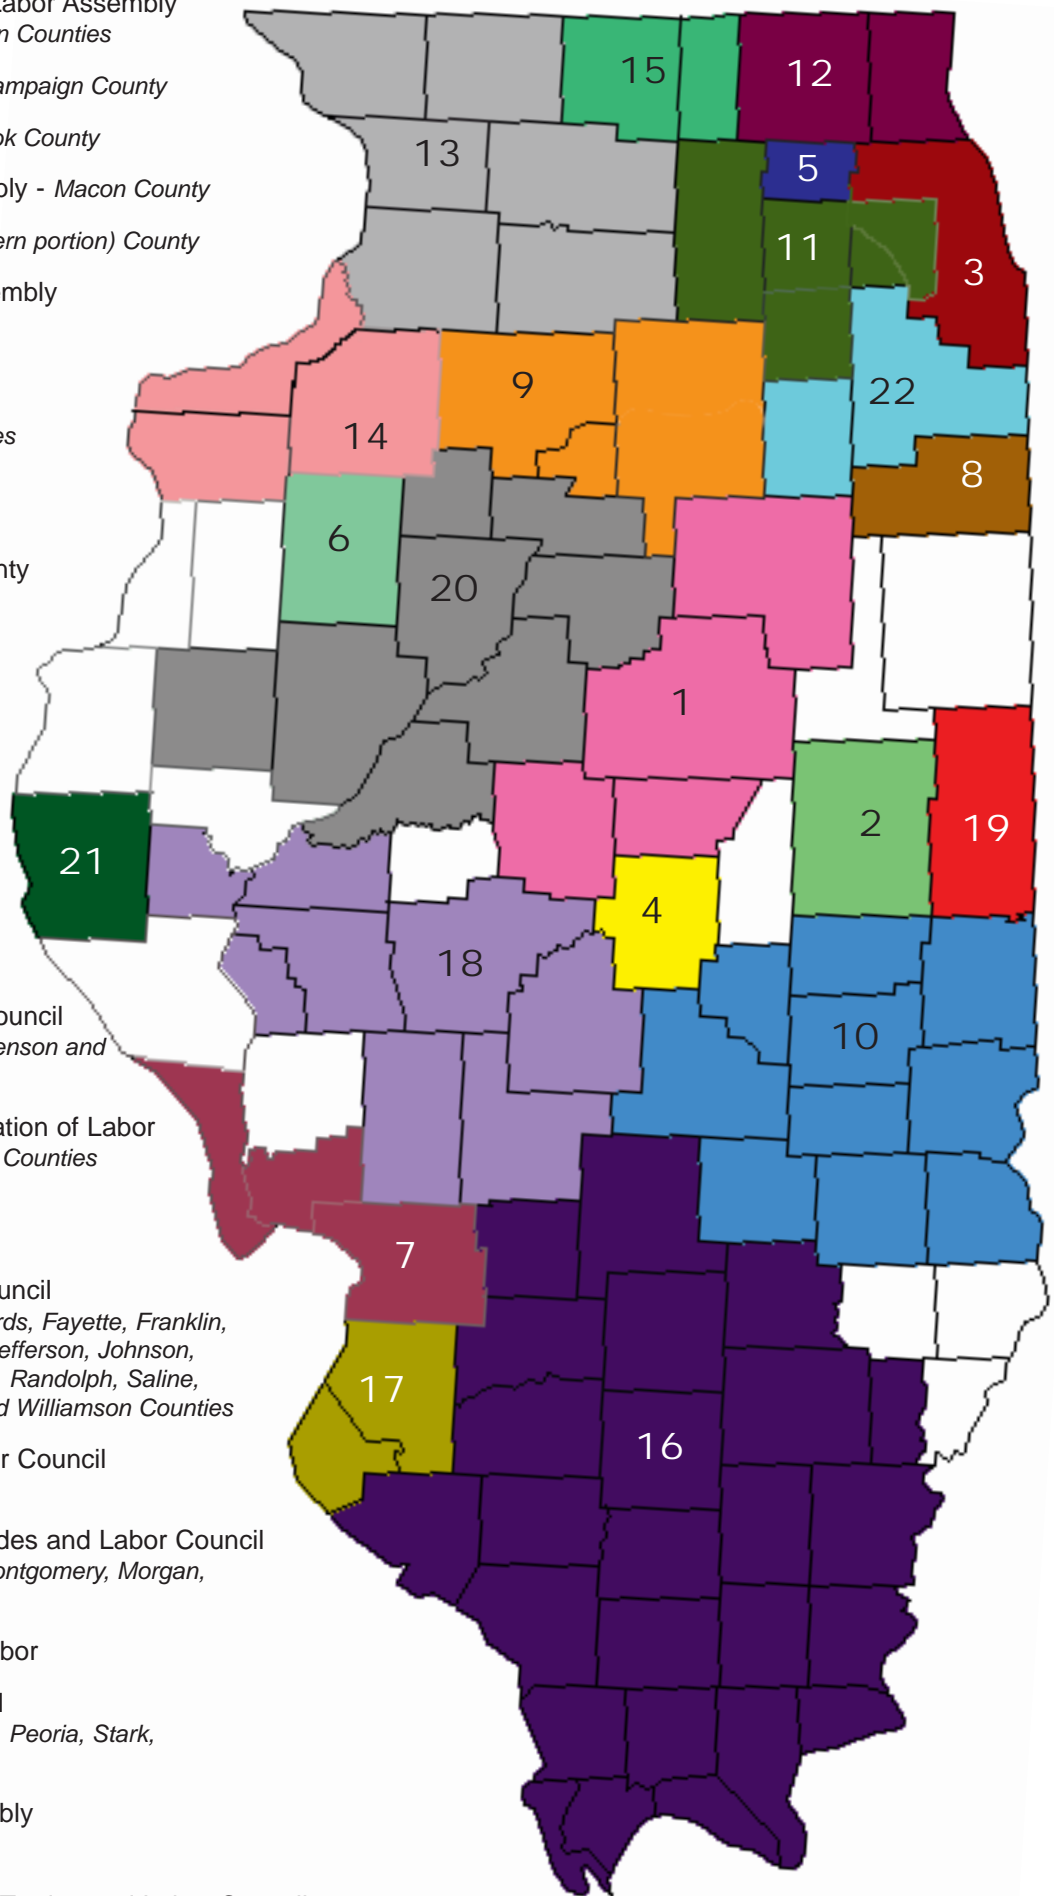 Labor Assembly
n Counties
ampaign County
ok County
oly - Macon County
ern portion) County
embly
es
nty
ouncil
enson and
ation of Labor
Counties
uncil
rds, Fayette, Franklin,
efferson, Johnson,
Randolph, Saline,
d Williamson Counties
r Council
des and Labor Council
ontgomery, Morgan,
bor
l
Peoria, Stark,
bly
15
12
13
5
11
3
9
22
14
8
6
20
1
2
19
21
4
18
10
7
17
16